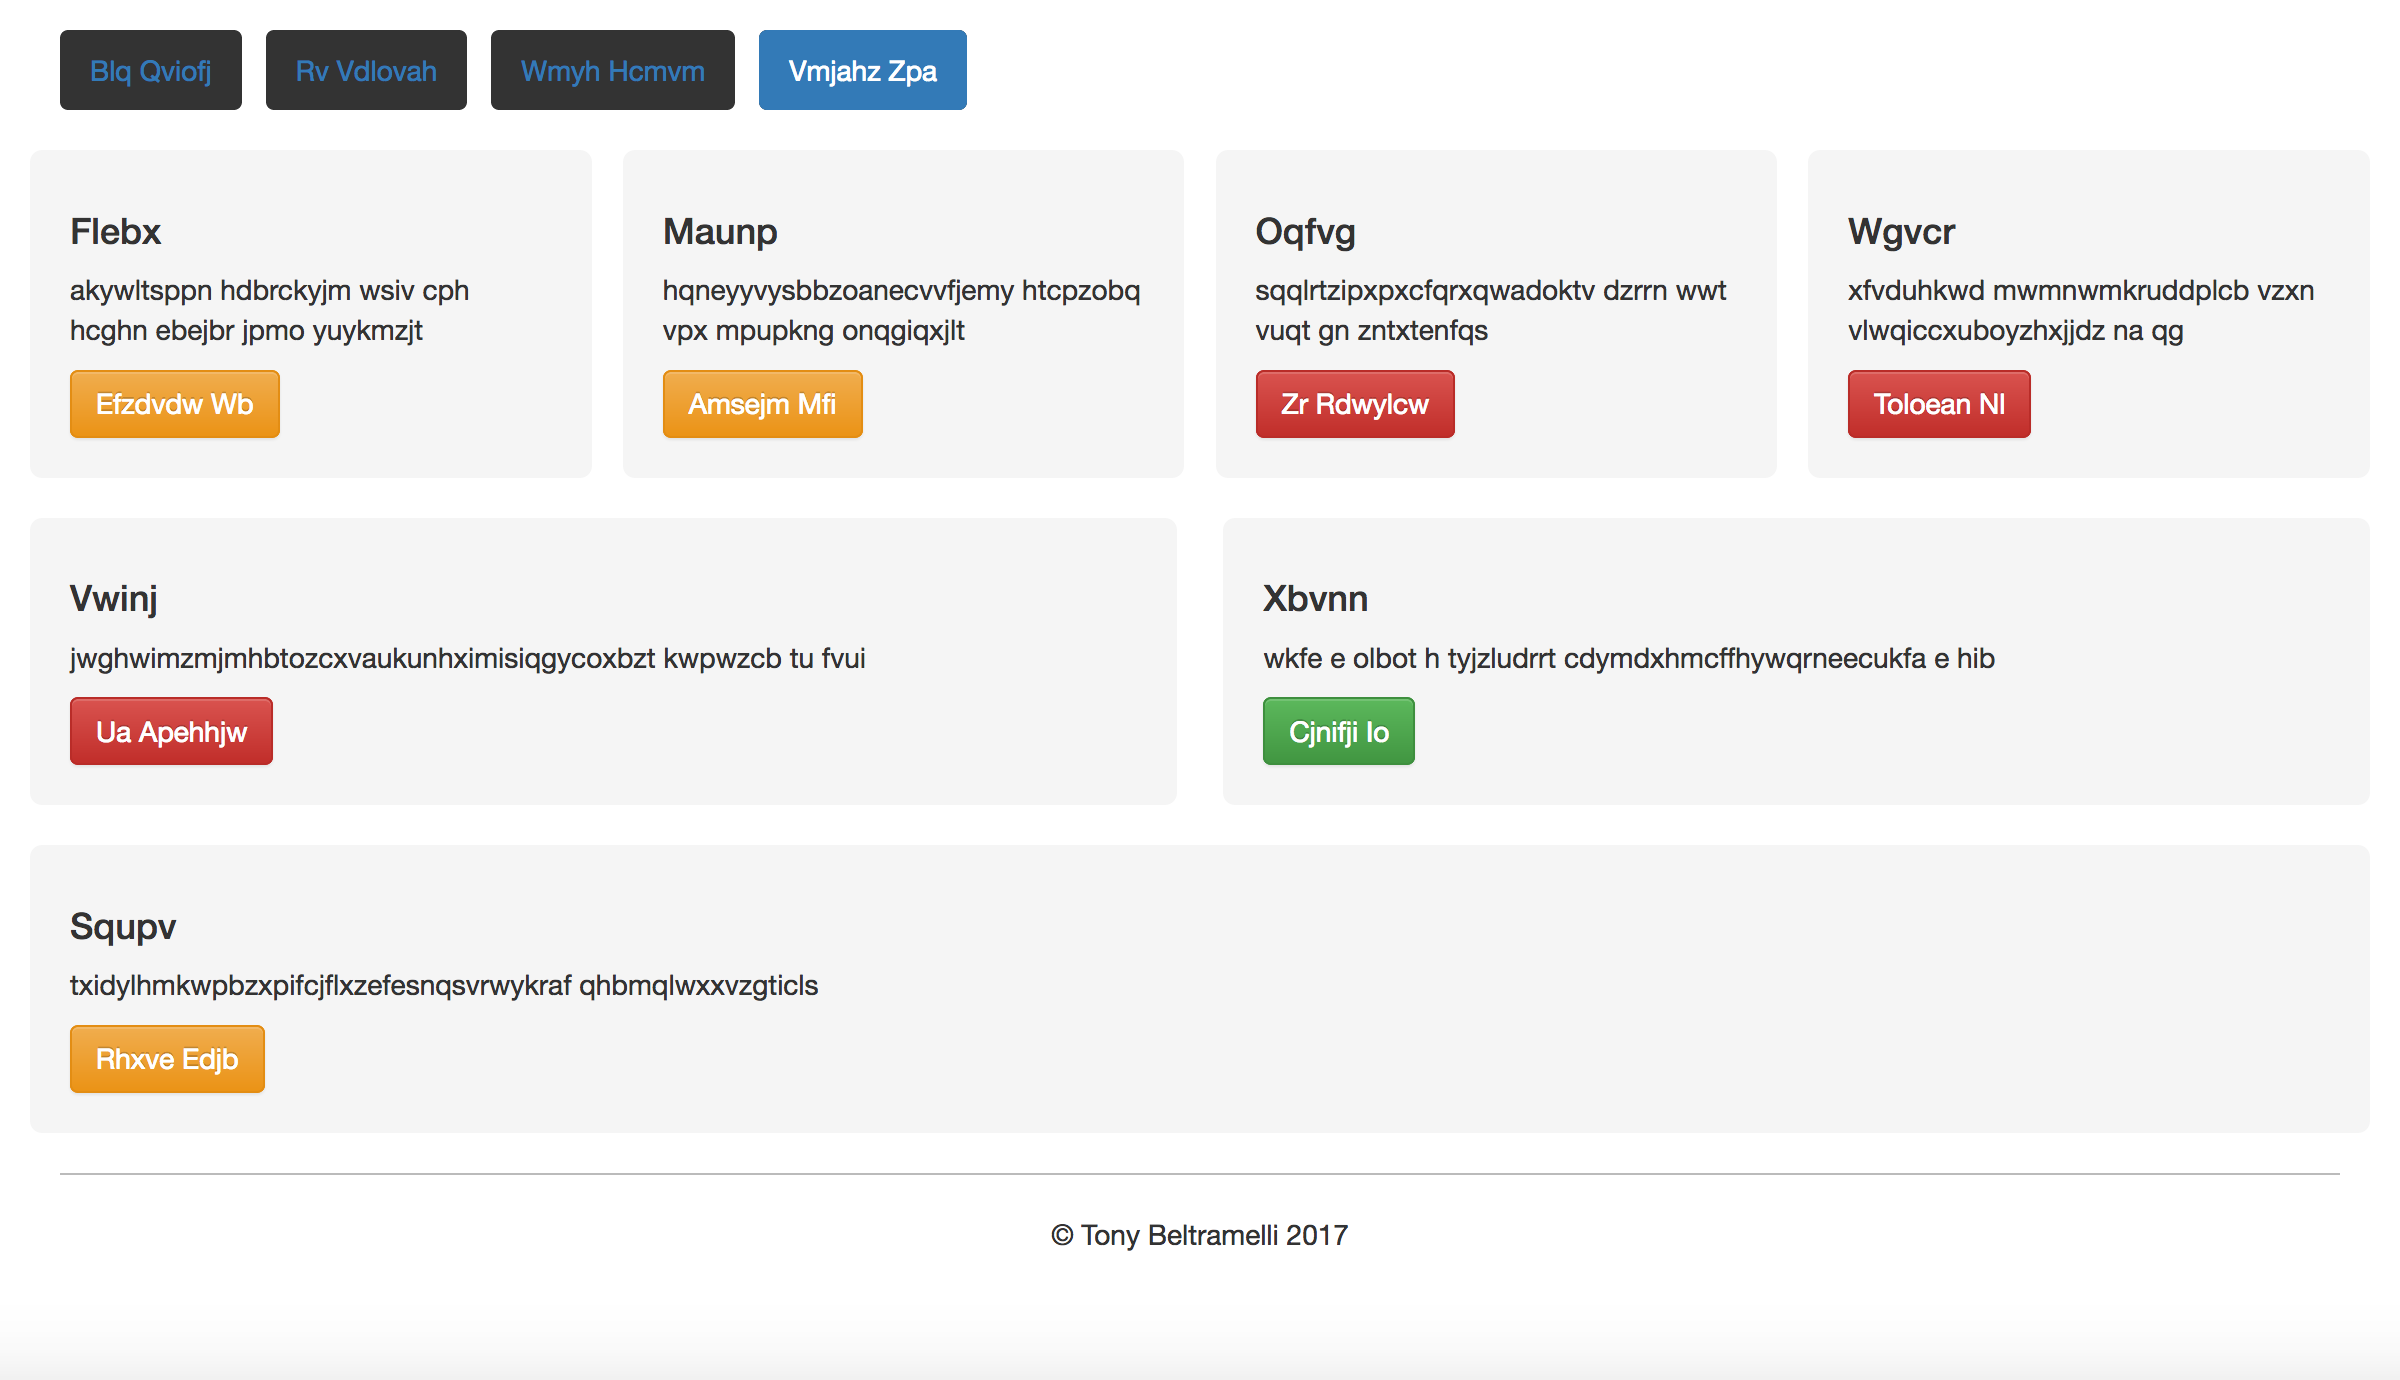 Blq Qviofj
Rv Vdlovah
Wmyh Hcmvm
Vmjahz Zpa
Flebx
akywltsppn hdbrckyjm wsiv cph
hcghn ebejbr jpmo yuykmzjt
Efzdvdw Wb
Maunp
hqneyyvysbbzoanecvvfjemy htcpzobq
vpx mpupkng onqgiqxjlt
Amsejm Mfi
Oqfvg
sqqlrtzipxpxcfqrxqwadoktv dzrrn wwt
vuqt gn zntxtenfqs
Zr Rdwylcw
Wgvcr
xfvduhkwd mwmnwmkruddplcb vzxn
vlwqiccxuboyzhxjjdz na qg
Toloean Nl
Vwinj
jwghwimzmjmhbtozcxvaukunhximisiqgycoxbzt kwpwzcb tu fvui
Ua Apehhjw
Xbvnn
wkfe e olbot h tyjzludrrt cdymdxhmcffhywqrneecukfa e hib
Cjnifji Io
Squpv
txidylhmkwpbzxpifcjflxzefesnqsvrwykraf qhbmqlwxxvzgticls
Rhxve Edjb
© Tony Beltramelli 2017